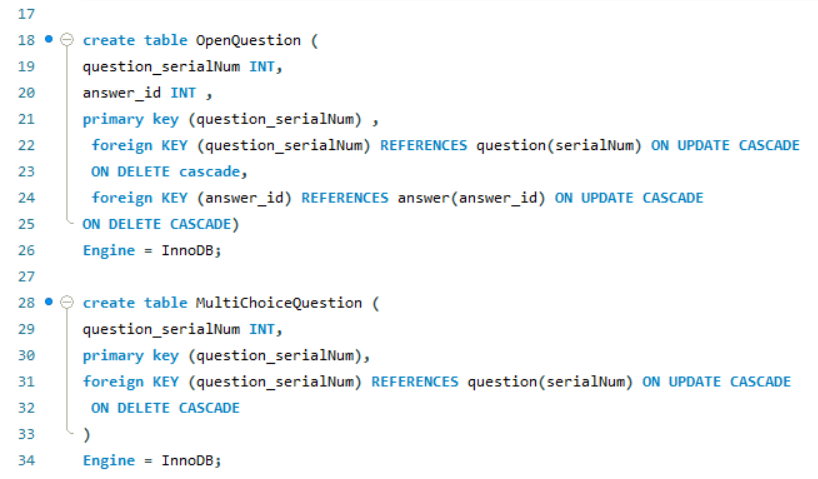 17
18 create table OpenQuestion (
19 question_serialNum INT,
20 answer_id INT ,
21 primary key (question_serialNum) ,
22 foreign KEY (question_serialNum) REFERENCES question(serialNum) ON UPDATE CASCADE
23 ON DELETE cascade,
24 foreign KEY (answer_id) REFERENCES answer(answer_id) ON UPDATE CASCADE
25 ON DELETE CASCADE)
26 Engine = InnoDB;
27
28 create table MultiChoiceQuestion (
29 question_serialNum INT,
30 primary key (question_serialNum),
31 foreign KEY (question_serialNum) REFERENCES question(serialNum) ON UPDATE CASCADE
32 ON DELETE CASCADE
33 )
34 Engine = InnoDB;